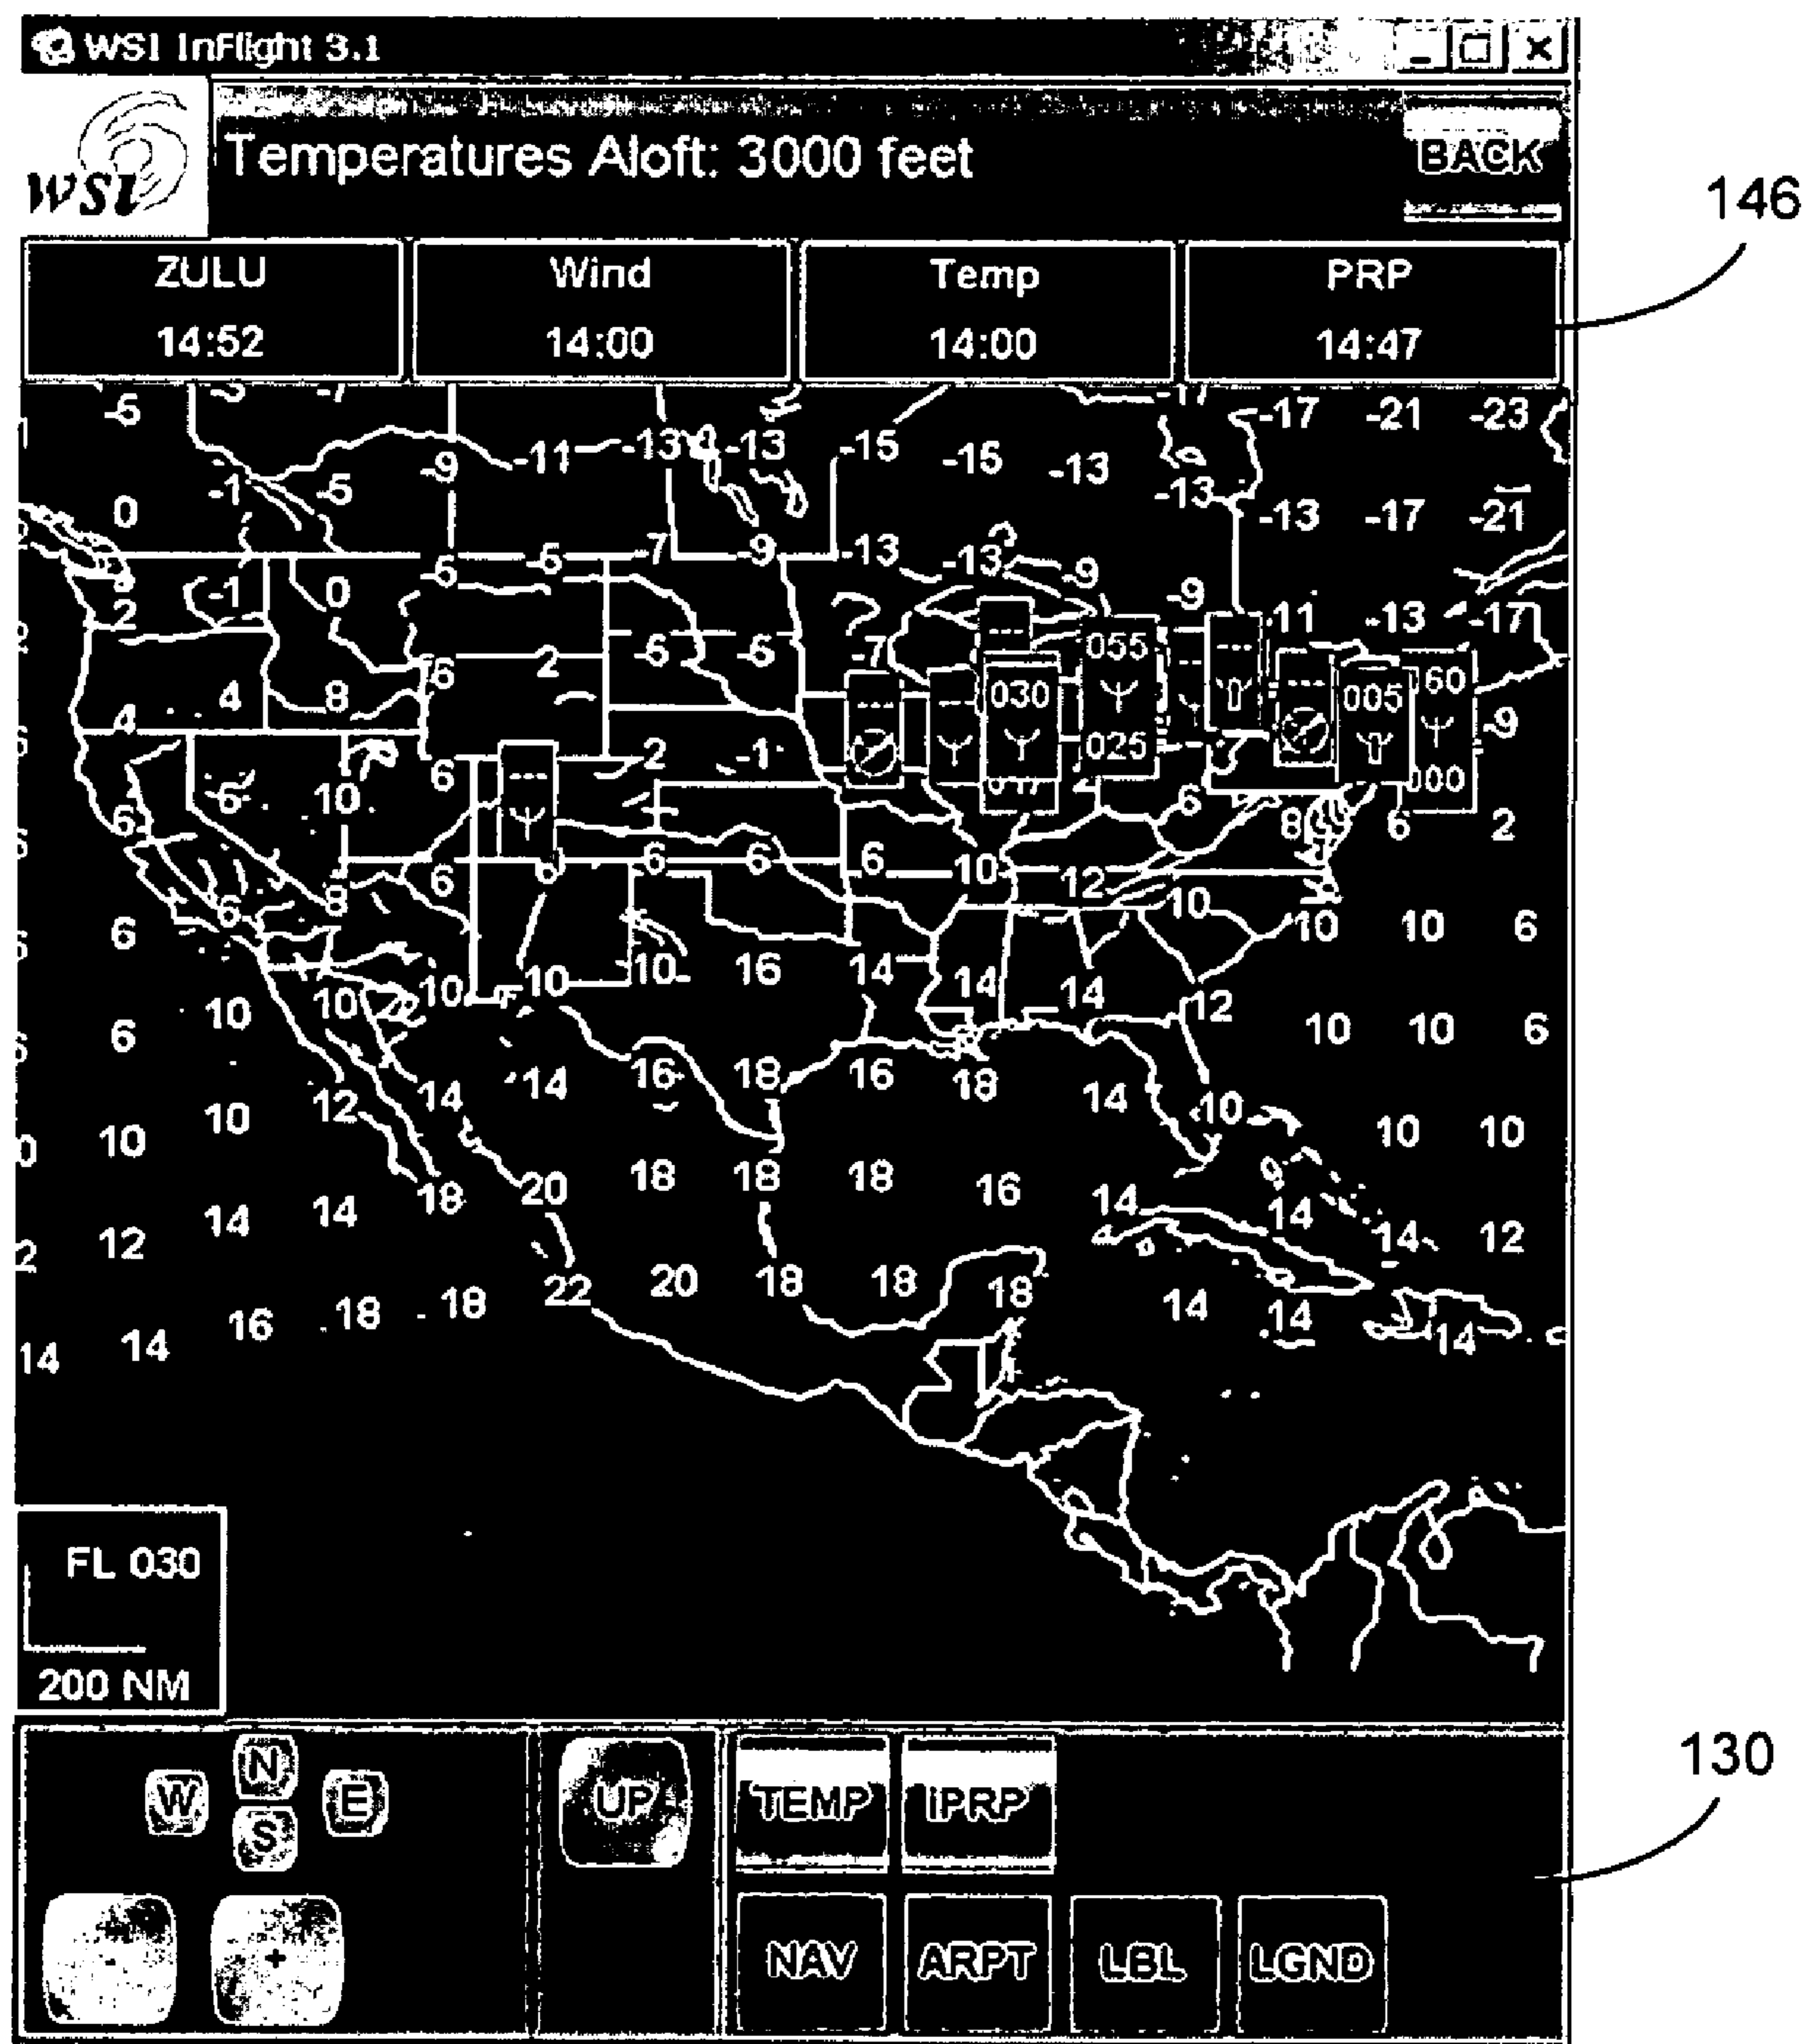 WSI InFlight 3.1
WSI
Temperatures Aloft: 3000 feet
BACK
146
ZULU Wind Temp PRP
14:52 14:00 14:00 14:47
-5 -17 -21 -23
-9 -11 -13 -13 -15 -15 -13
-1 -5 -13
0 -13 -17 -21
-5 -5 -7 -9 -13 -13 -9
2 -1 0 -9 11 -13 -17
6 2 -5 -5 -7 055 60
4 8 030 005
4 -9
6 2 -1 025
-6 10 000
6 6 8 6 2
6 6 6 6 6 10 12
6 8 10
6 10 10 6
10 10 10 10 10 16 14 14 14 12
6 10 10 6
12 14 14 16 18 16 18 14 10
10 10 10 10
18 20 18 18 18 16 14
14 14 14 14 12
12
22 20 18 18 18 14 14
14 14 16 18 18 14
FL 030
200 NM
130
N
W E
S
UP
TEMP iPRP
- +
NAV ARPT LBL LGND